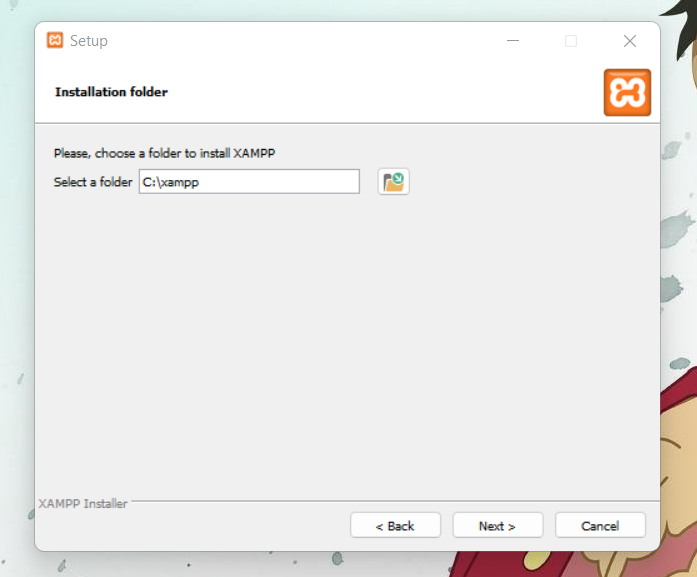 Setup
Installation folder
Please, choose a folder to install XAMPP
Select a folder C:\xampp
XAMPP Installer
< Back Next > Cancel